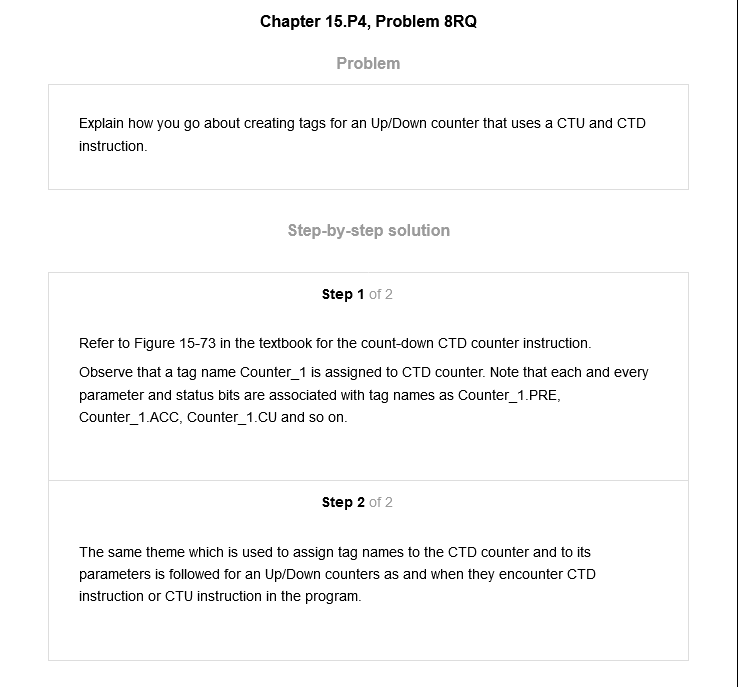 Chapter 15.P4, Problem 8RQ
Problem
Explain how you go about creating tags for an Up/Down counter that uses a CTU and CTD
instruction.
Step-by-step solution
Step 1 of 2
Refer to Figure 15-73 in the textbook for the count-down CTD counter instruction.
Observe that a tag name Counter_1 is assigned to CTD counter. Note that each and every
parameter and status bits are associated with tag names as Counter_1.PRE,
Counter_1.ACC, Counter_1.CU and so on.
Step 2 of 2
The same theme which is used to assign tag names to the CTD counter and to its
parameters is followed for an Up/Down counters as and when they encounter CTD
instruction or CTU instruction in the program.